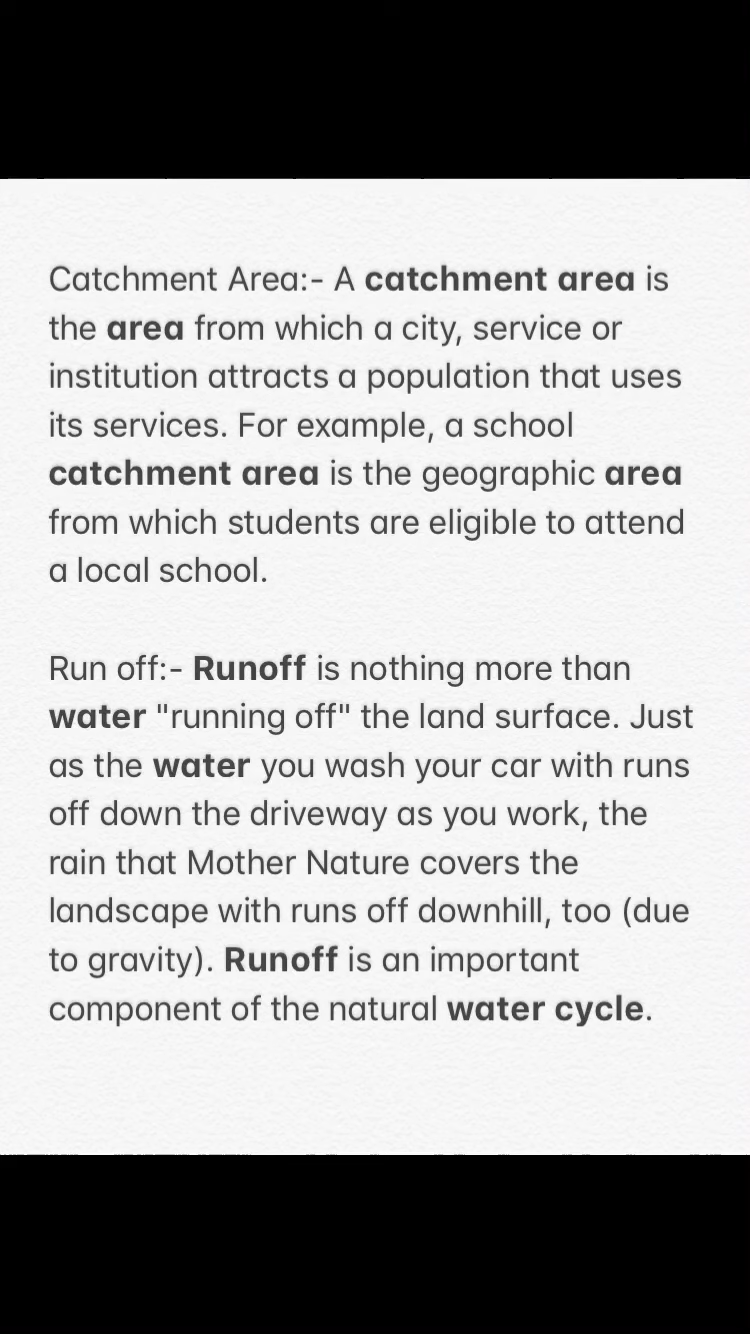 Catchment Area:- A catchment area is
the area from which a city, service or
institution attracts a population that uses
its services. For example, a school
catchment area is the geographic area
from which students are eligible to attend
a local school.
Run off:- Runoff is nothing more than
water "running off" the land surface. Just
as the water you wash your car with runs
off down the driveway as you work, the
rain that Mother Nature covers the
landscape with runs off downhill, too (due
to gravity). Runoff is an important
component of the natural water cycle.